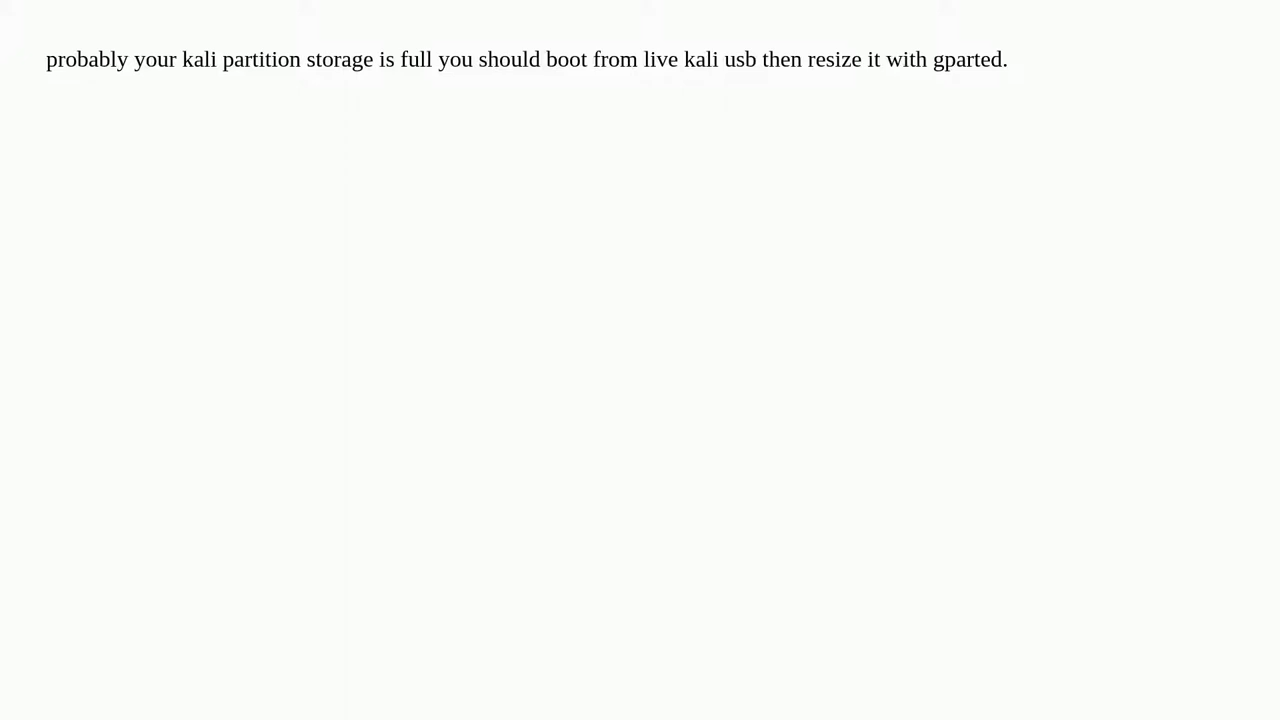 probably your kali partition storage is full you should boot from live kali usb then resize it with gparted.